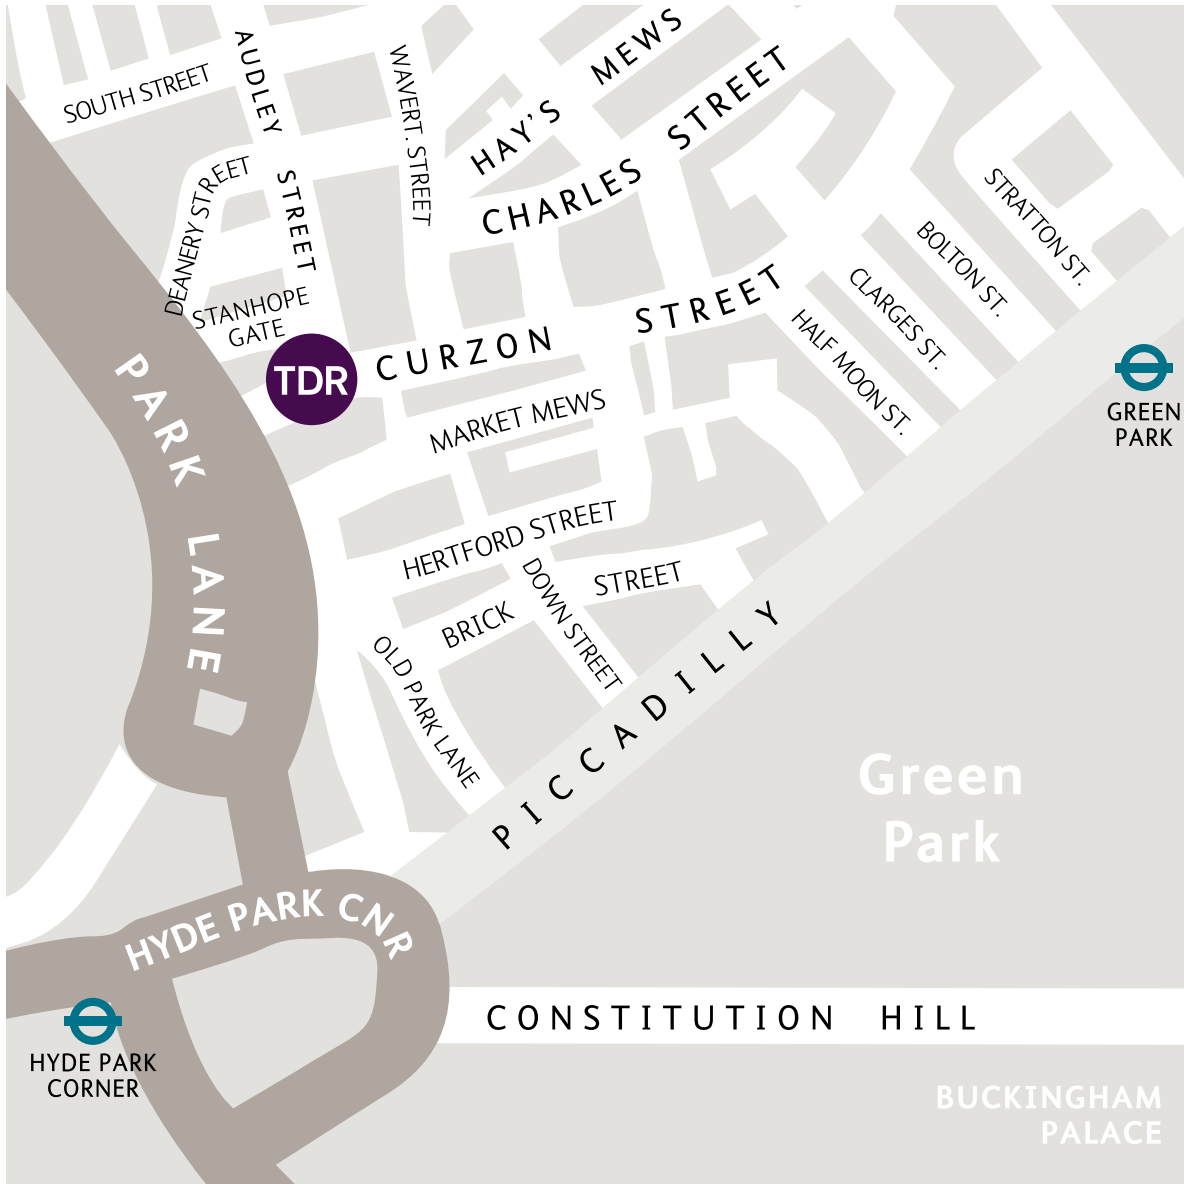 AUDLEY STREET
WAVERT. STREET
HAY'S MEWS
CHARLES STREET
SOUTH STREET
DEANERY STREET
STANHOPE
GATE
TDR
CURZON STREET
STRATTON ST.
BOLTON ST.
CLARGES ST.
HALF MOON ST.
GREEN
PARK
MARKET MEWS
PARK LANE
HERTFORD STREET
BRICK STREET
DOWN STREET
OLD PARK LANE
PICCADILLY
Green
Park
HYDE PARK CNR
CONSTITUTION HILL
HYDE PARK
CORNER
BUCKINGHAM
PALACE